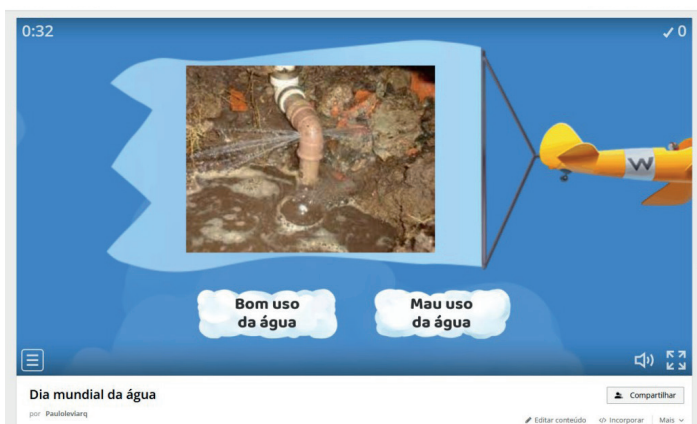 0:32
✓ 0
W
Bom uso
da água
Mau uso
da água
Dia mundial da água
Compartilhar
por Pauloleviarq
Editar conteúdo
</> Incorporar
Mais